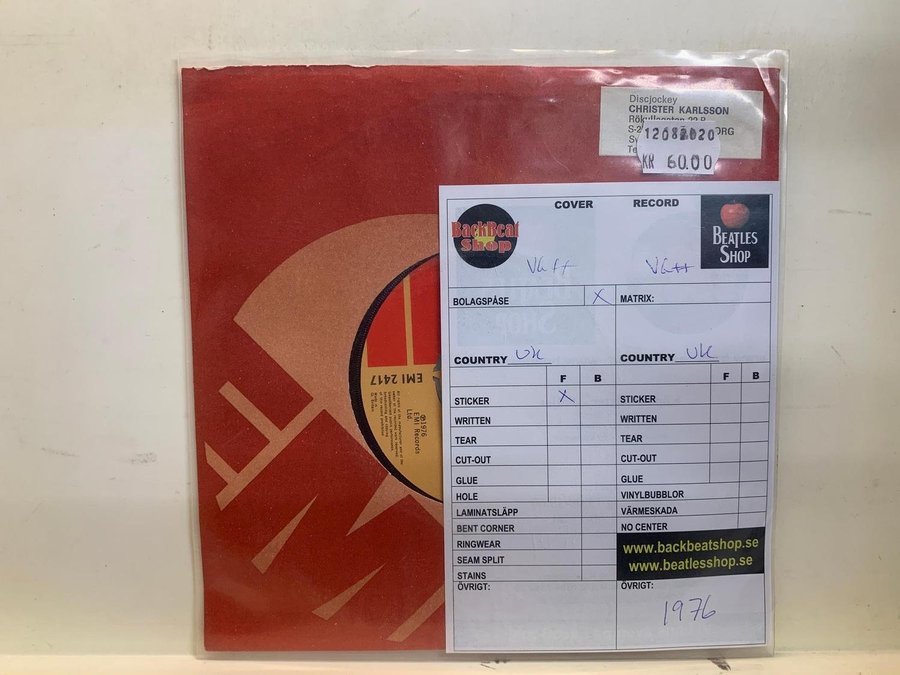 Discjockey
CHRISTER KARLSSON
S-2 ORG
12082020
KR 60.00
COVER RECORD
BackBeat
Shop
BEATLES
SHOP
VG++ VG++
BOLAGSPÅSE X MATRIX:
COUNTRY UK COUNTRY UK
F B F B
STICKER X STICKER
WRITTEN WRITTEN
TEAR TEAR
CUT-OUT CUT-OUT
GLUE GLUE
HOLE VINYLBUBBLOR
LAMINATSLÄPP VÄRMESKADA
BENT CORNER NO CENTER
RINGWEAR
SEAM SPLIT
STAINS
www.backbeatshop.se
www.beatlesshop.se
ÖVRIGT: ÖVRIGT:
1976
EMI 2417
℗1976
EMI Records
Ltd.